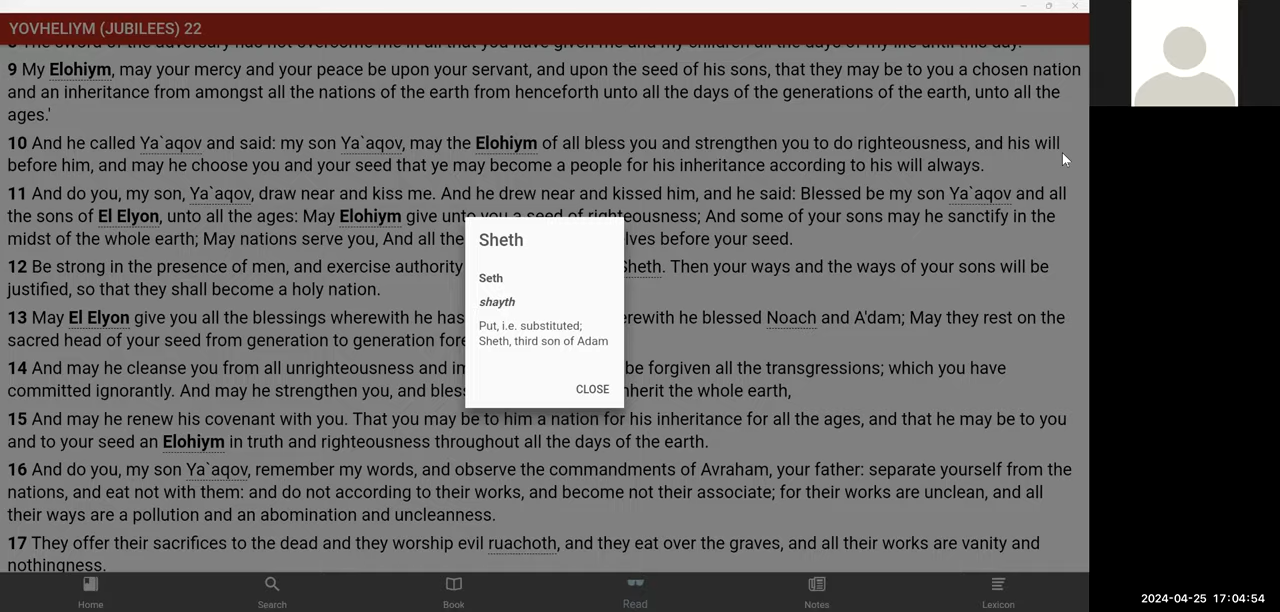 YOVHELIYM (JUBILEES) 22
9 My Elohiym, may your mercy and your peace be upon your servant, and upon the seed of his sons, that they may be to you a chosen nation
and an inheritance from amongst all the nations of the earth from henceforth unto all the days of the generations of the earth, unto all the
ages.'
10 And he called Ya`aqov and said: my son Ya`aqov, may the Elohiym of all bless you and strengthen you to do righteousness, and his will
before him, and may he choose you and your seed that ye may become a people for his inheritance according to his will always.
11 And do you, my son, Ya`aqov, draw near and kiss me. And he drew near and kissed him, and he said: Blessed be my son Ya`aqov and all
the sons of El Elyon, unto all the ages: May Elohiym give unto you a seed of righteousness; And some of your sons may he sanctify in the
midst of the whole earth; May nations serve you, And all the elves before your seed.
12 Be strong in the presence of men, and exercise authority Sheth. Then your ways and the ways of your sons will be
justified, so that they shall become a holy nation.
13 May El Elyon give you all the blessings wherewith he has erewith he blessed Noach and A'dam; May they rest on the
sacred head of your seed from generation to generation fore
14 And may he cleanse you from all unrighteousness and im be forgiven all the transgressions; which you have
committed ignorantly. And may he strengthen you, and bless nherit the whole earth,
15 And may he renew his covenant with you. That you may be to him a nation for his inheritance for all the ages, and that he may be to you
and to your seed an Elohiym in truth and righteousness throughout all the days of the earth.
16 And do you, my son Ya`aqov, remember my words, and observe the commandments of Avraham, your father: separate yourself from the
nations, and eat not with them: and do not according to their works, and become not their associate; for their works are unclean, and all
their ways are a pollution and an abomination and uncleanness.
17 They offer their sacrifices to the dead and they worship evil ruachoth, and they eat over the graves, and all their works are vanity and
nothingness.
Sheth
Seth
shayth
Put, i.e. substituted;
Sheth, third son of Adam
CLOSE
Home
Search
Book
Read
Notes
Lexicon
2024-04-25 17:04:54